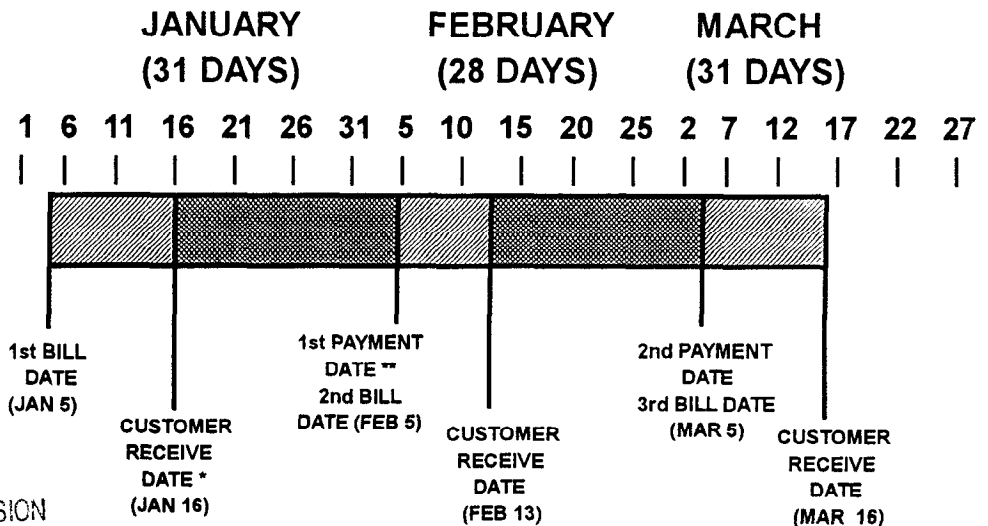 JANUARY FEBRUARY MARCH
(31 DAYS) (28 DAYS) (31 DAYS)
1 6 11 16 21 26 31 5 10 15 20 25 2 7 12 17 22 27
1st BILL
DATE
(JAN 5)
CUSTOMER
RECEIVE
DATE *
(JAN 16)
1st PAYMENT
DATE **
2nd BILL
DATE (FEB 5)
CUSTOMER
RECEIVE
DATE
(FEB 13)
2nd PAYMENT
DATE
3rd BILL DATE
(MAR 5)
CUSTOMER
RECEIVE
DATE
(MAR 16)
SION